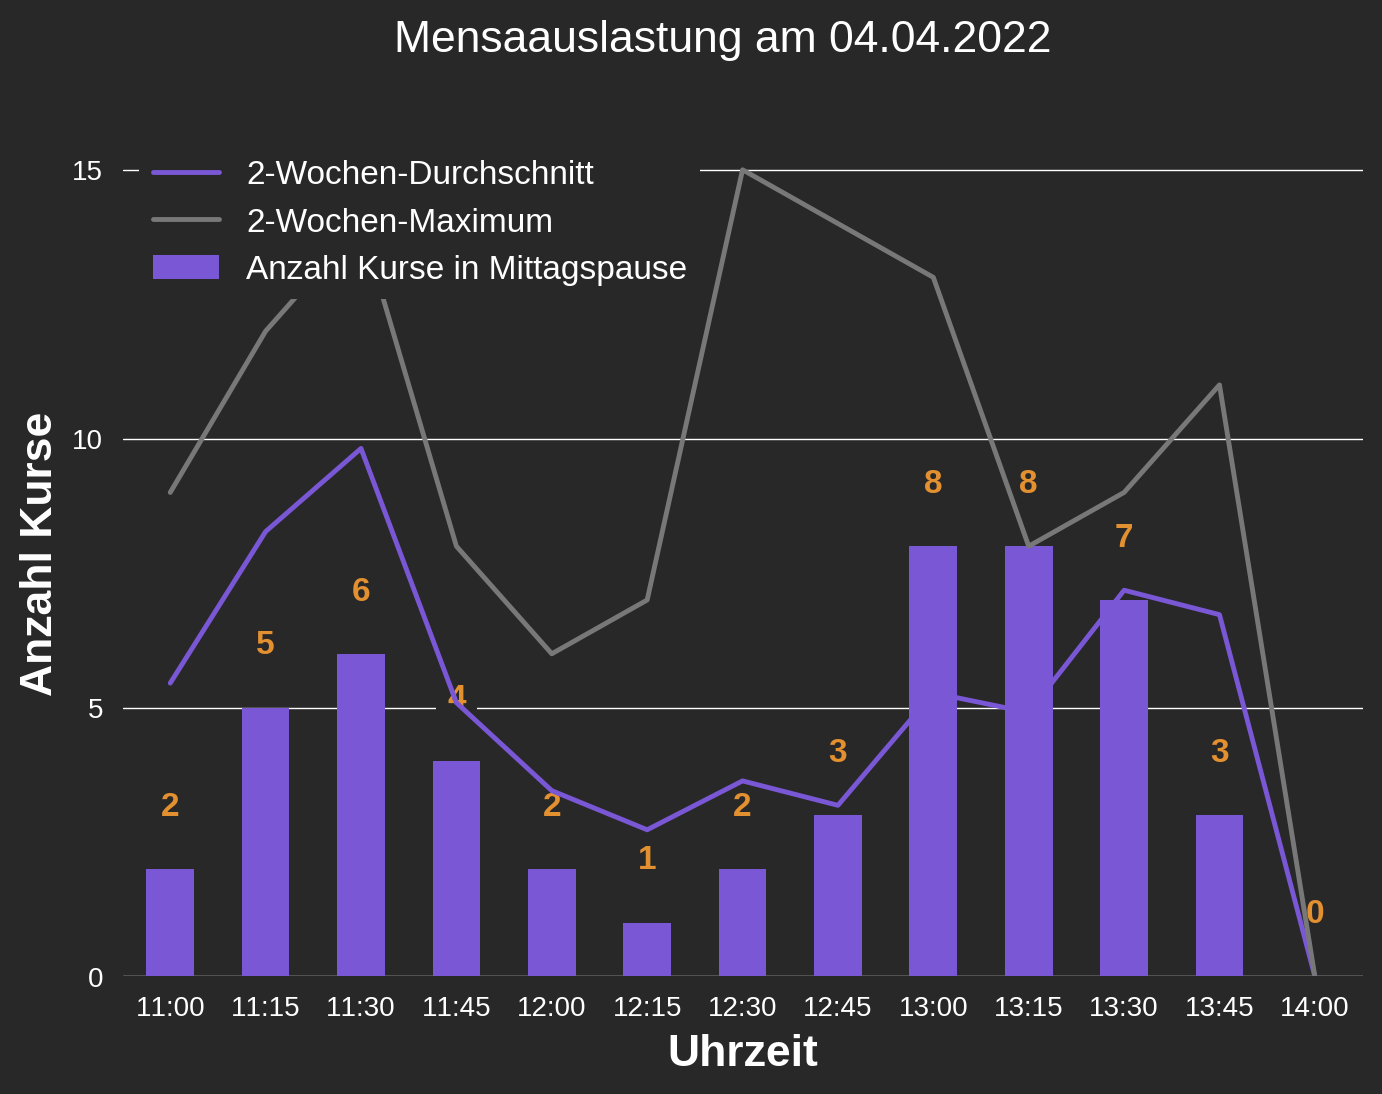 Mensaauslastung am 04.04.2022
2-Wochen-Durchschnitt
2-Wochen-Maximum
Anzahl Kurse in Mittagspause
Anzahl Kurse
15
10
5
0
2
5
6
4
2
1
2
3
8
8
7
3
0
11:00 11:15 11:30 11:45 12:00 12:15 12:30 12:45 13:00 13:15 13:30 13:45 14:00
Uhrzeit